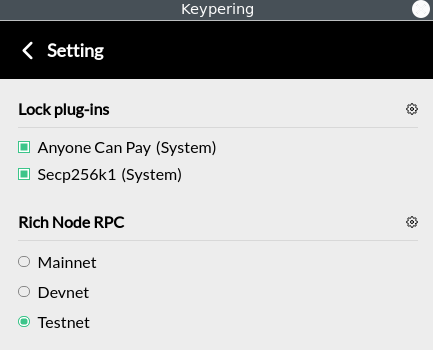 Keypering
Setting
Lock plug-ins
Anyone Can Pay (System)
Secp256k1 (System)
Rich Node RPC
Mainnet
Devnet
Testnet